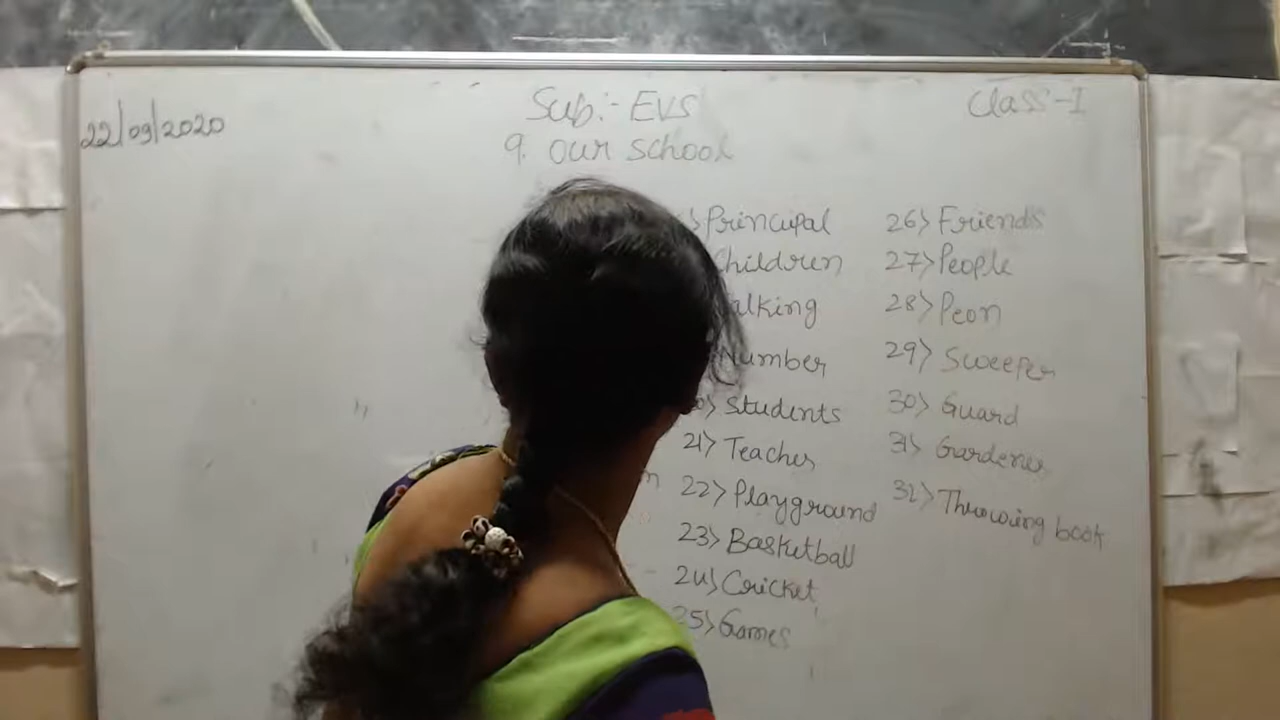 22/09/2020
Sub:- EVS
Class:-I
9. Our school
Principal
Children
alking
Number
Students
21> Teacher
22> Playground
23> Basketball
24> Cricket
25> Games
26> Friends
27> People
28> Peon
29> Sweeper
30> Guard
31> Gardener
32> Throwing book